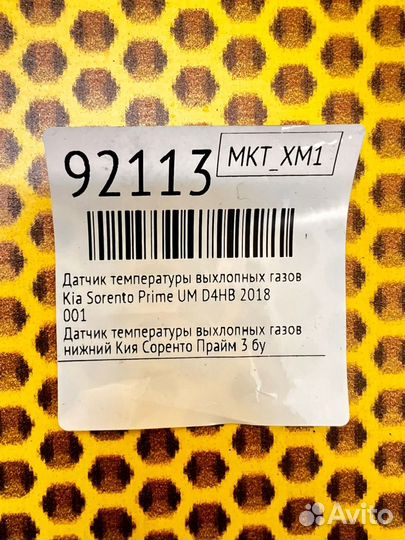 92113
MKT_XM1
Датчик температуры выхлопных газов
Kia Sorento Prime UM D4HB 2018
001
Датчик температуры выхлопных газов
нижний Кия Соренто Прайм 3 бу
Avito